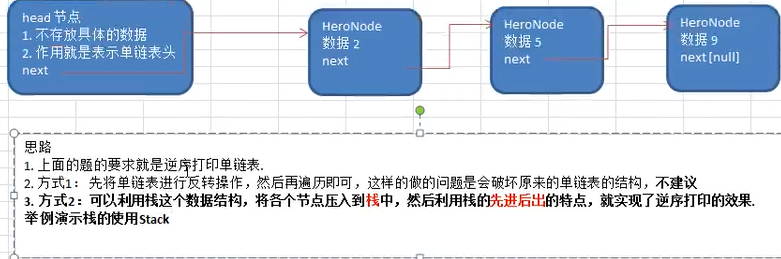 head 节点
1. 不存放具体的数据
2. 作用就是表示单链表头
next
HeroNode
数据 2
next
HeroNode
数据 5
next
HeroNode
数据 9
next[null]
思路
1. 上面的题的要求就是逆序打印单链表.
2. 方式1： 先将单链表进行反转操作，然后再遍历即可，这样的做的问题是会破坏原来的单链表的结构，不建议
3. 方式2：可以利用栈这个数据结构，将各个节点压入到栈中，然后利用栈的先进后出的特点，就实现了逆序打印的效果.
举例演示栈的使用Stack